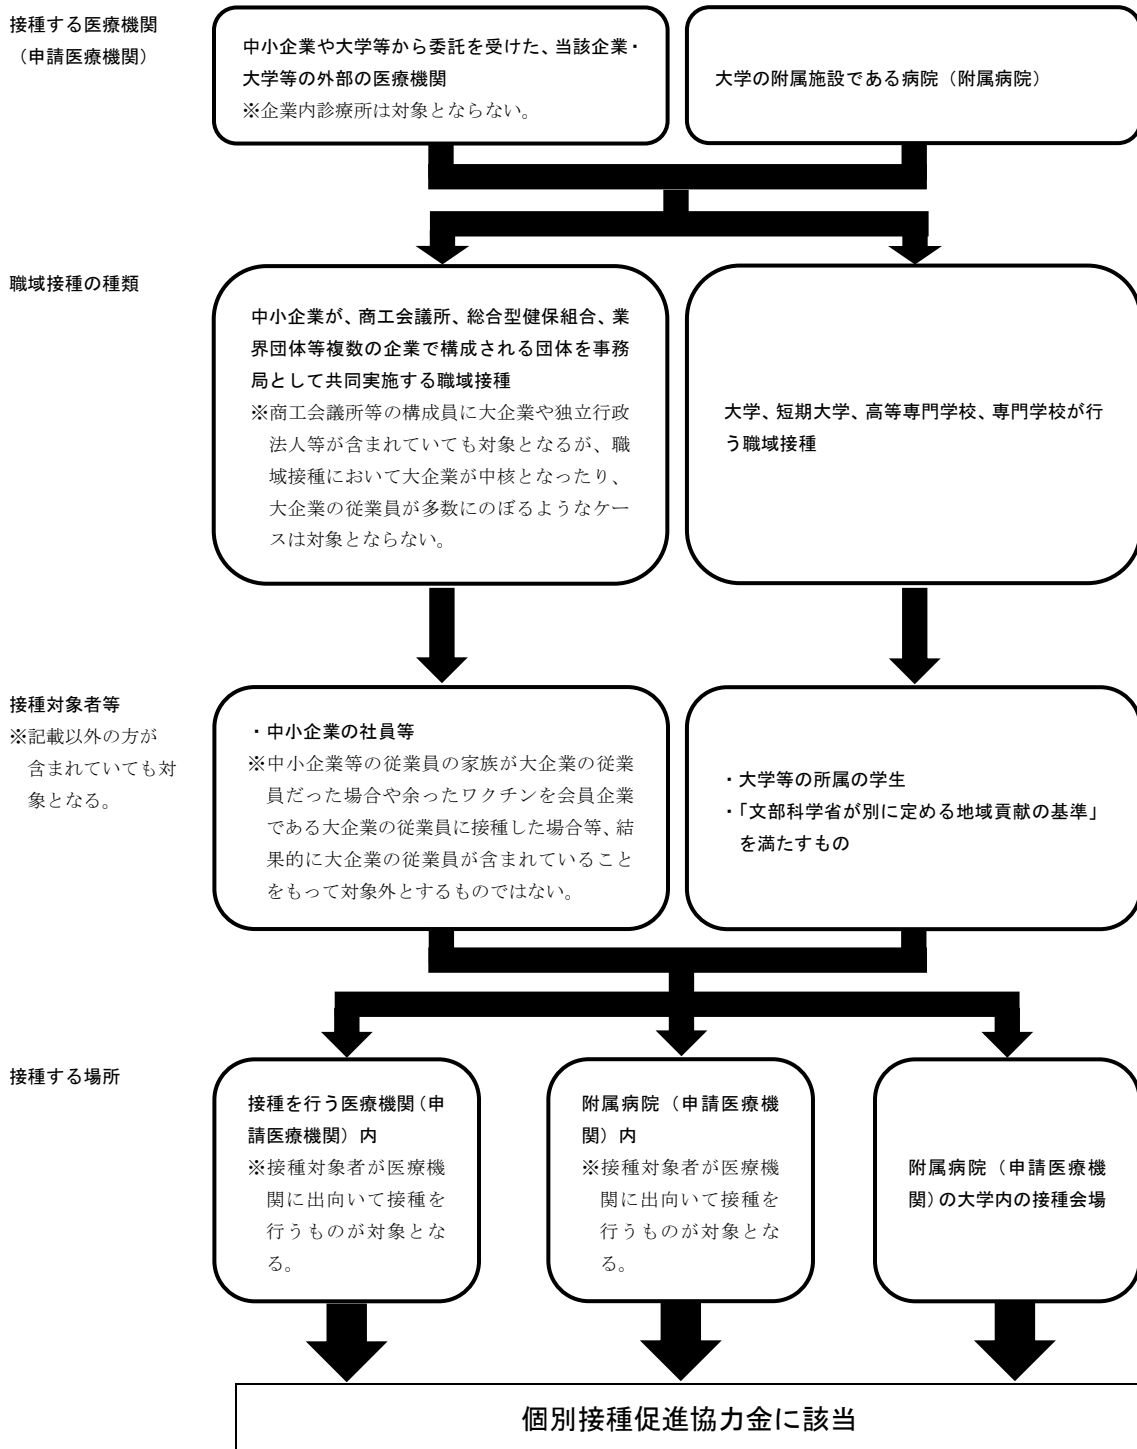 接種する医療機関
（申請医療機関）
中小企業や大学等から委託を受けた、当該企業・
大学等の外部の医療機関
※企業内診療所は対象とならない。
大学の附属施設である病院（附属病院）
職域接種の種類
中小企業が、商工会議所、総合型健保組合、業
界団体等複数の企業で構成される団体を事務
局として共同実施する職域接種
※商工会議所等の構成員に大企業や独立行政
法人等が含まれていても対象となるが、職
域接種において大企業が中核となったり、
大企業の従業員が多数にのぼるようなケー
スは対象とならない。
大学、短期大学、高等専門学校、専門学校が行
う職域接種
接種対象者等
※記載以外の方が
含まれていても対
象となる。
・中小企業の社員等
※中小企業等の従業員の家族が大企業の従業
員だった場合や余ったワクチンを会員企業
である大企業の従業員に接種した場合等、結
果的に大企業の従業員が含まれていること
をもって対象外とするものではない。
・大学等の所属の学生
・「文部科学省が別に定める地域貢献の基準」
を満たすもの
接種する場所
接種を行う医療機関（申
請医療機関）内
※接種対象者が医療機
関に出向いて接種を
行うものが対象とな
る。
附属病院（申請医療機
関）内
※接種対象者が医療機
関に出向いて接種を
行うものが対象とな
る。
附属病院（申請医療機
関）の大学内の接種会場
個別接種促進協力金に該当